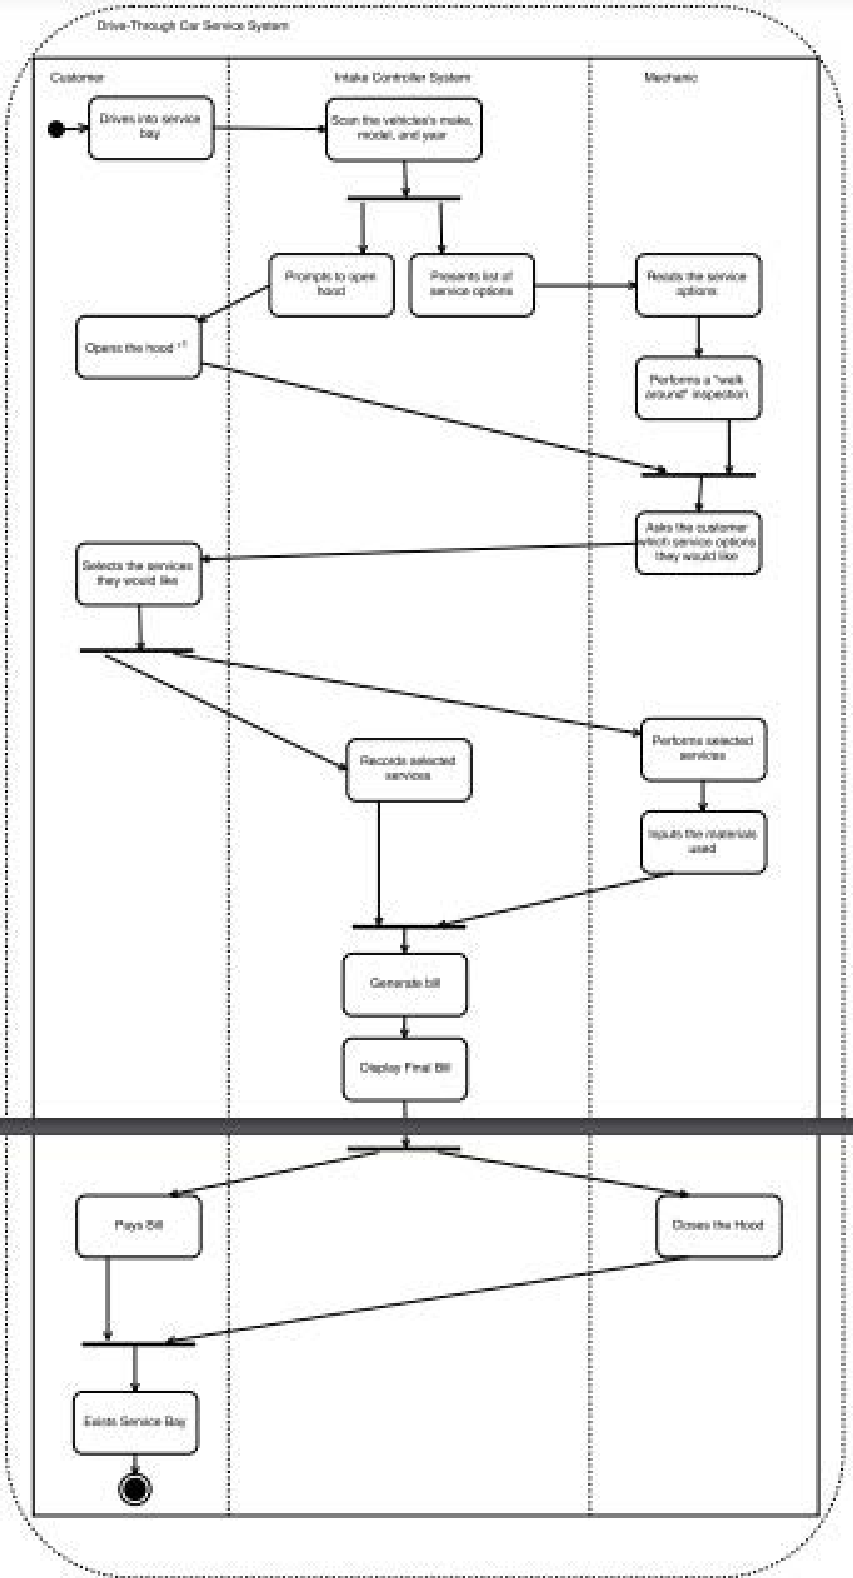 Drive-Through Car Service System
Customer
Intake Controller System
Mechanic
Drives into service
bay
Scan the vehicles's make,
model, and year
Prompts to open
hood
Presents list of
service options
Reads the service
options
Opens the hood
Performs a "walk
around" inspection
Asks the customer
which service options
they would like
Selects the services
they would like
Performs selected
services
Records selected
services
Inputs the materials
used
Generate bill
Display Final Bill
Pays Bill
Closes the Hood
Exists Service Bay